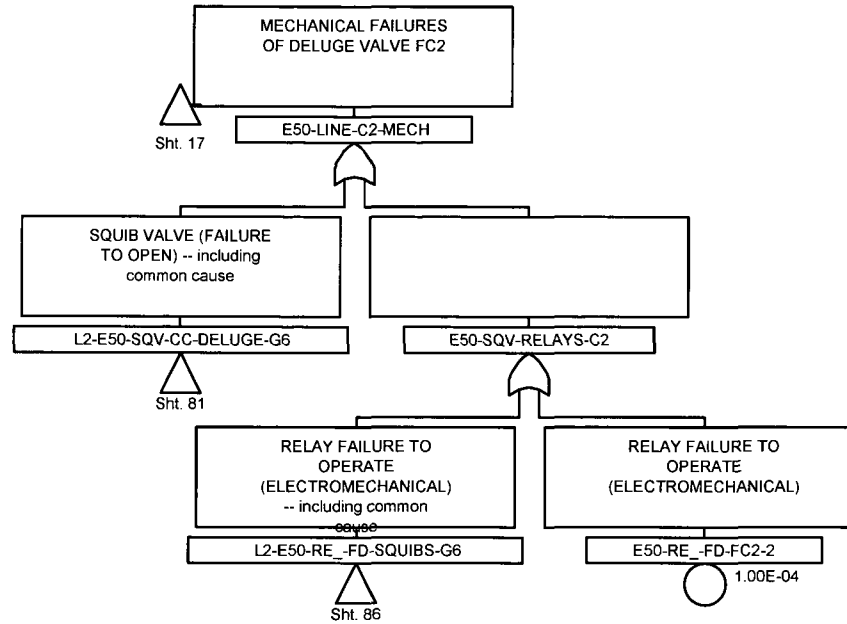 MECHANICAL FAILURES
OF DELUGE VALVE FC2
Sht. 17
E50-LINE-C2-MECH
SQUIB VALVE (FAILURE
TO OPEN) -- including
common cause
L2-E50-SQV-CC-DELUGE-G6
E50-SQV-RELAYS-C2
Sht. 81
RELAY FAILURE TO
OPERATE
(ELECTROMECHANICAL)
-- including common
cause
RELAY FAILURE TO
OPERATE
(ELECTROMECHANICAL)
L2-E50-RE_-FD-SQUIBS-G6
E50-RE_-FD-FC2-2
1.00E-04
Sht. 86